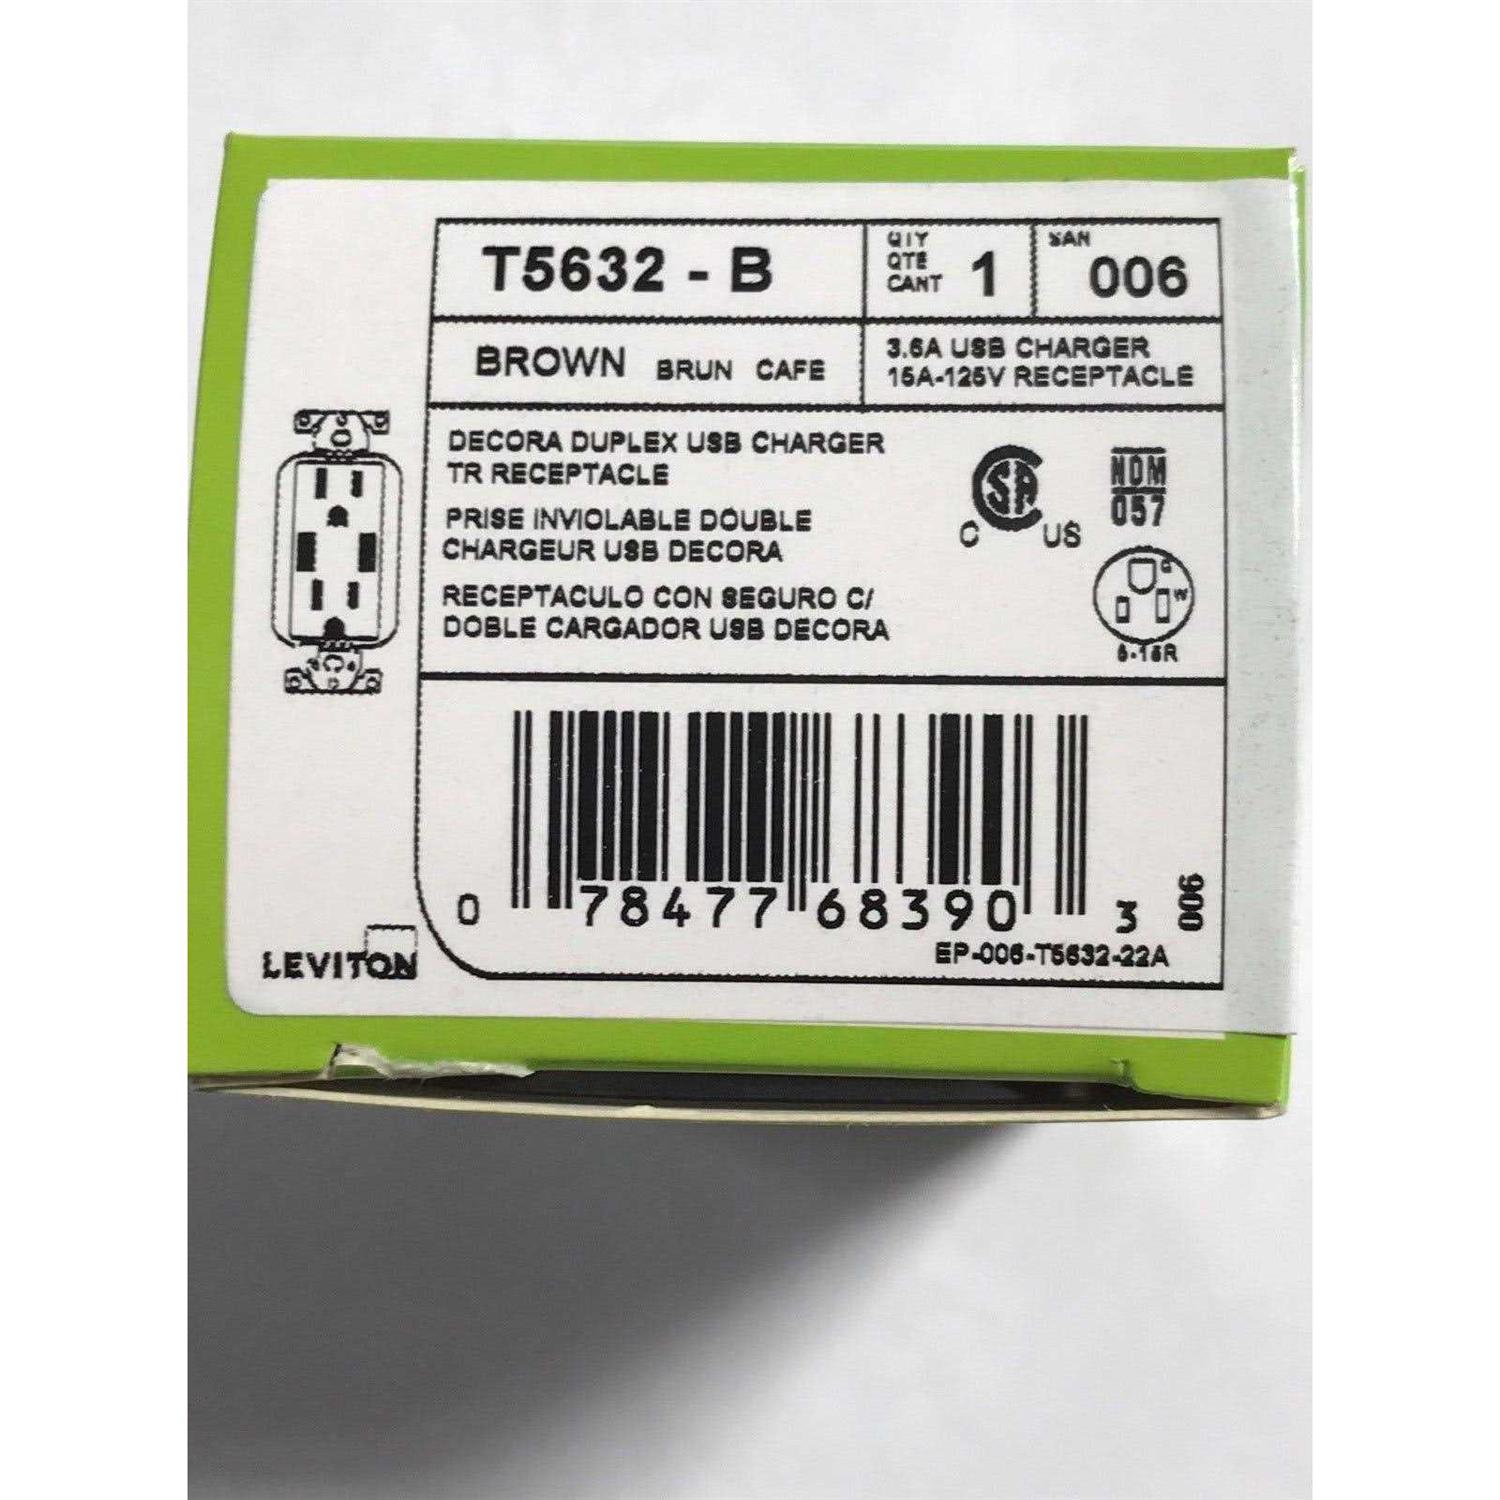 T5632 - B
QTY
QTE
CANT 1
SAN
006
BROWN BRUN CAFE
3.6A USB CHARGER
15A-125V RECEPTACLE
DECORA DUPLEX USB CHARGER
TR RECEPTACLE
PRISE INVIOLABLE DOUBLE
CHARGEUR USB DECORA
RECEPTACULO CON SEGURO C/
DOBLE CARGADOR USB DECORA
C SA US
NOM
057
G
W
5-15R
0 78477 68390 3
006
EP-006-T5632-22A
LEVITON